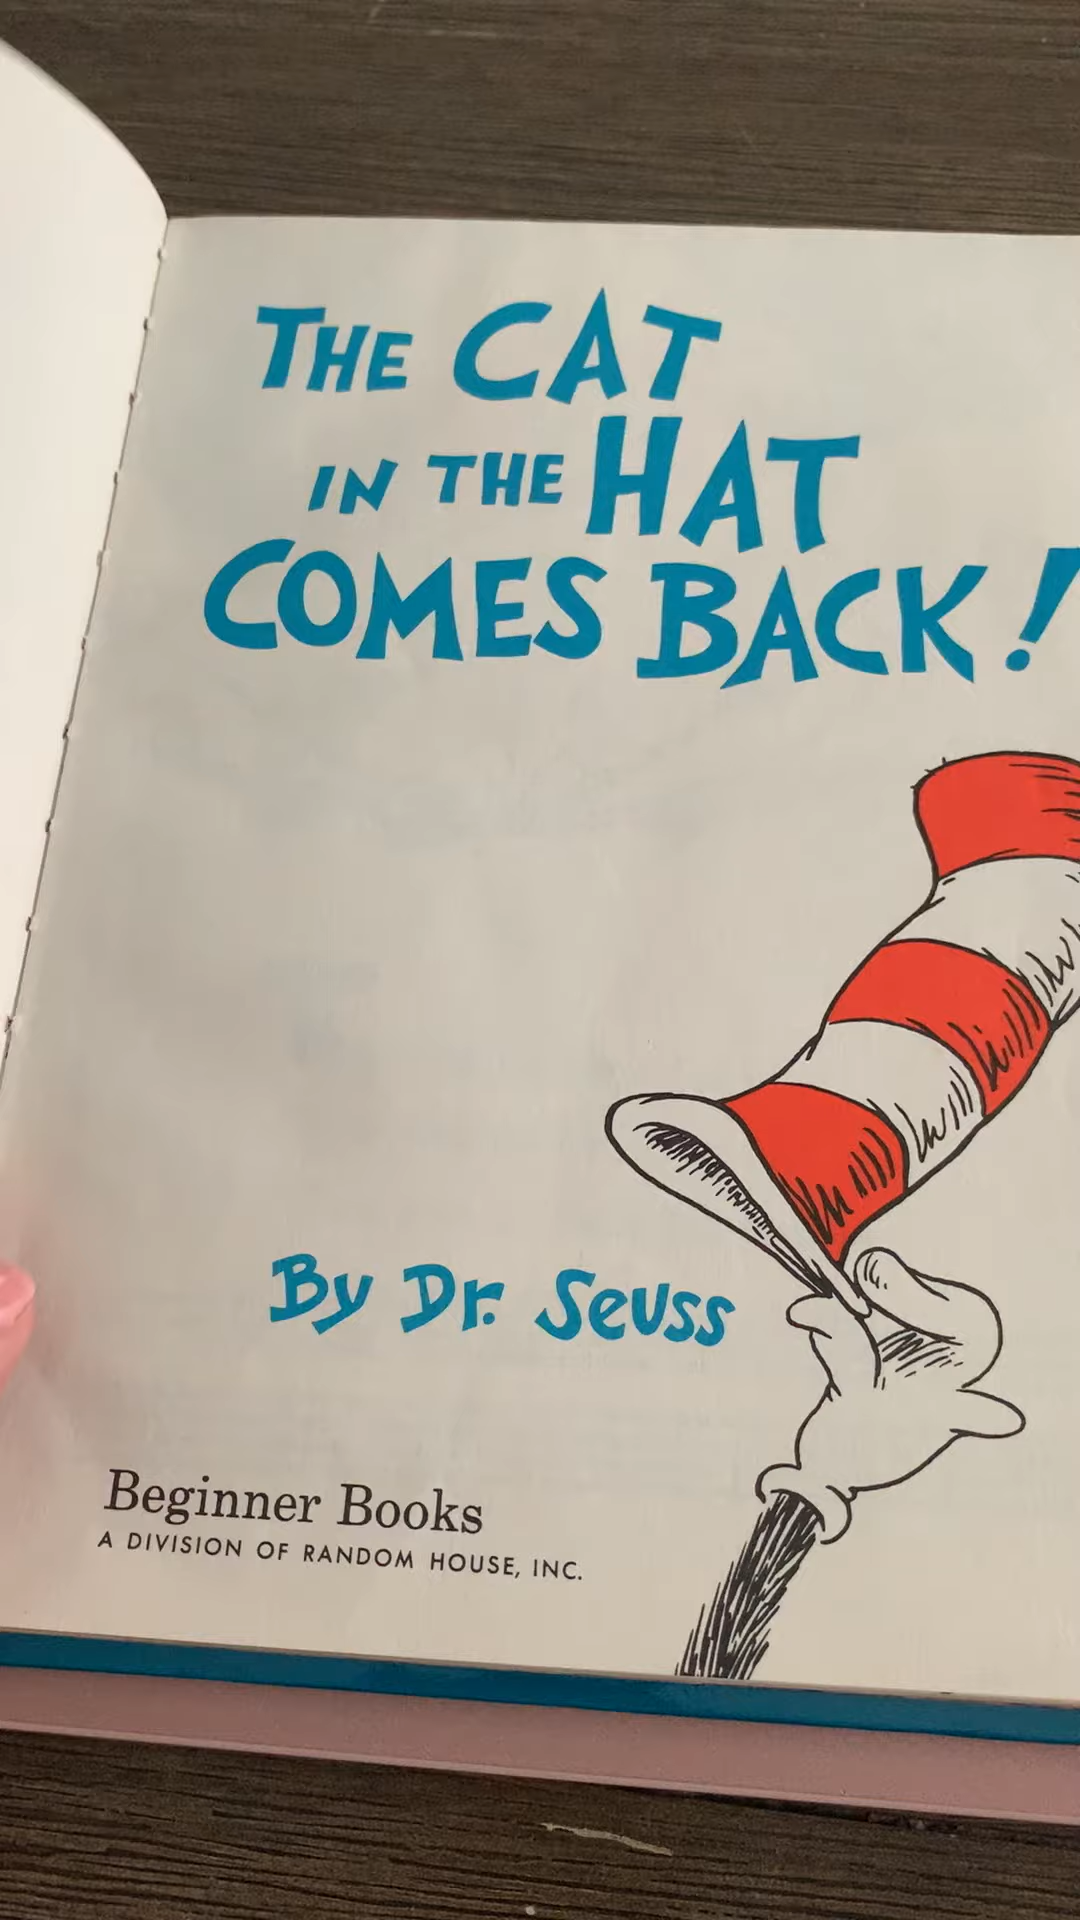 THE CAT
IN THE HAT
COMES BACK!
By Dr. Seuss
Beginner Books
A DIVISION OF RANDOM HOUSE, INC.